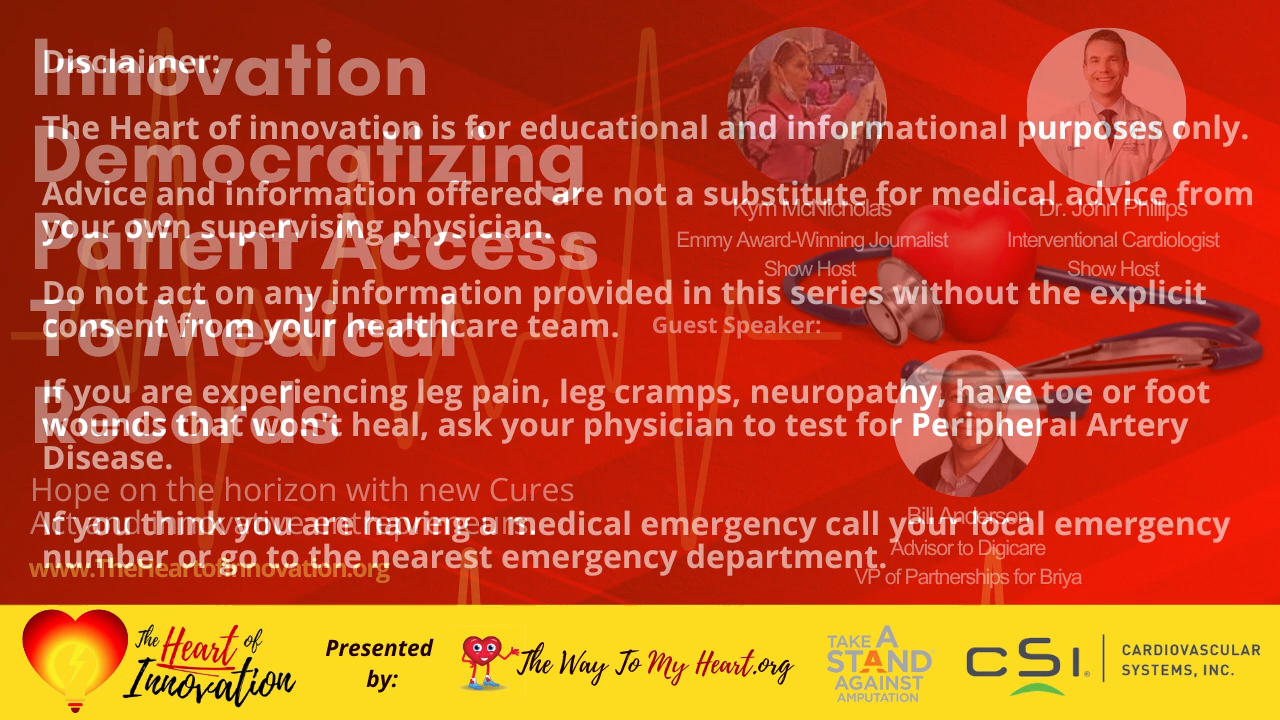 Disclaimer:
The Heart of innovation is for educational and informational purposes only.
Advice and information offered are not a substitute for medical advice from
your own supervising physician.
Do not act on any information provided in this series without the explicit
consent from your healthcare team.
If you are experiencing leg pain, leg cramps, neuropathy, have toe or foot
wounds that won't heal, ask your physician to test for Peripheral Artery
Disease.
If you think you are having a medical emergency call your local emergency
number or go to the nearest emergency department.
Innovation
Democratizing
Patient Access
To Medical
Records
Hope on the horizon with new Cures
Act and innovative entrepreneurs.
www.TheHeartofInnovation.org
Kym McNicholas
Emmy Award-Winning Journalist
Show Host
Dr. John Phillips
Interventional Cardiologist
Show Host
Guest Speaker:
Bill Andersen
Advisor to Digicare
VP of Partnerships for Briya
The Heart of
Innovation
Presented
by:
The Way To My Heart.org
TAKE A
STAND
AGAINST
AMPUTATION
CSI
CARDIOVASCULAR
SYSTEMS, INC.